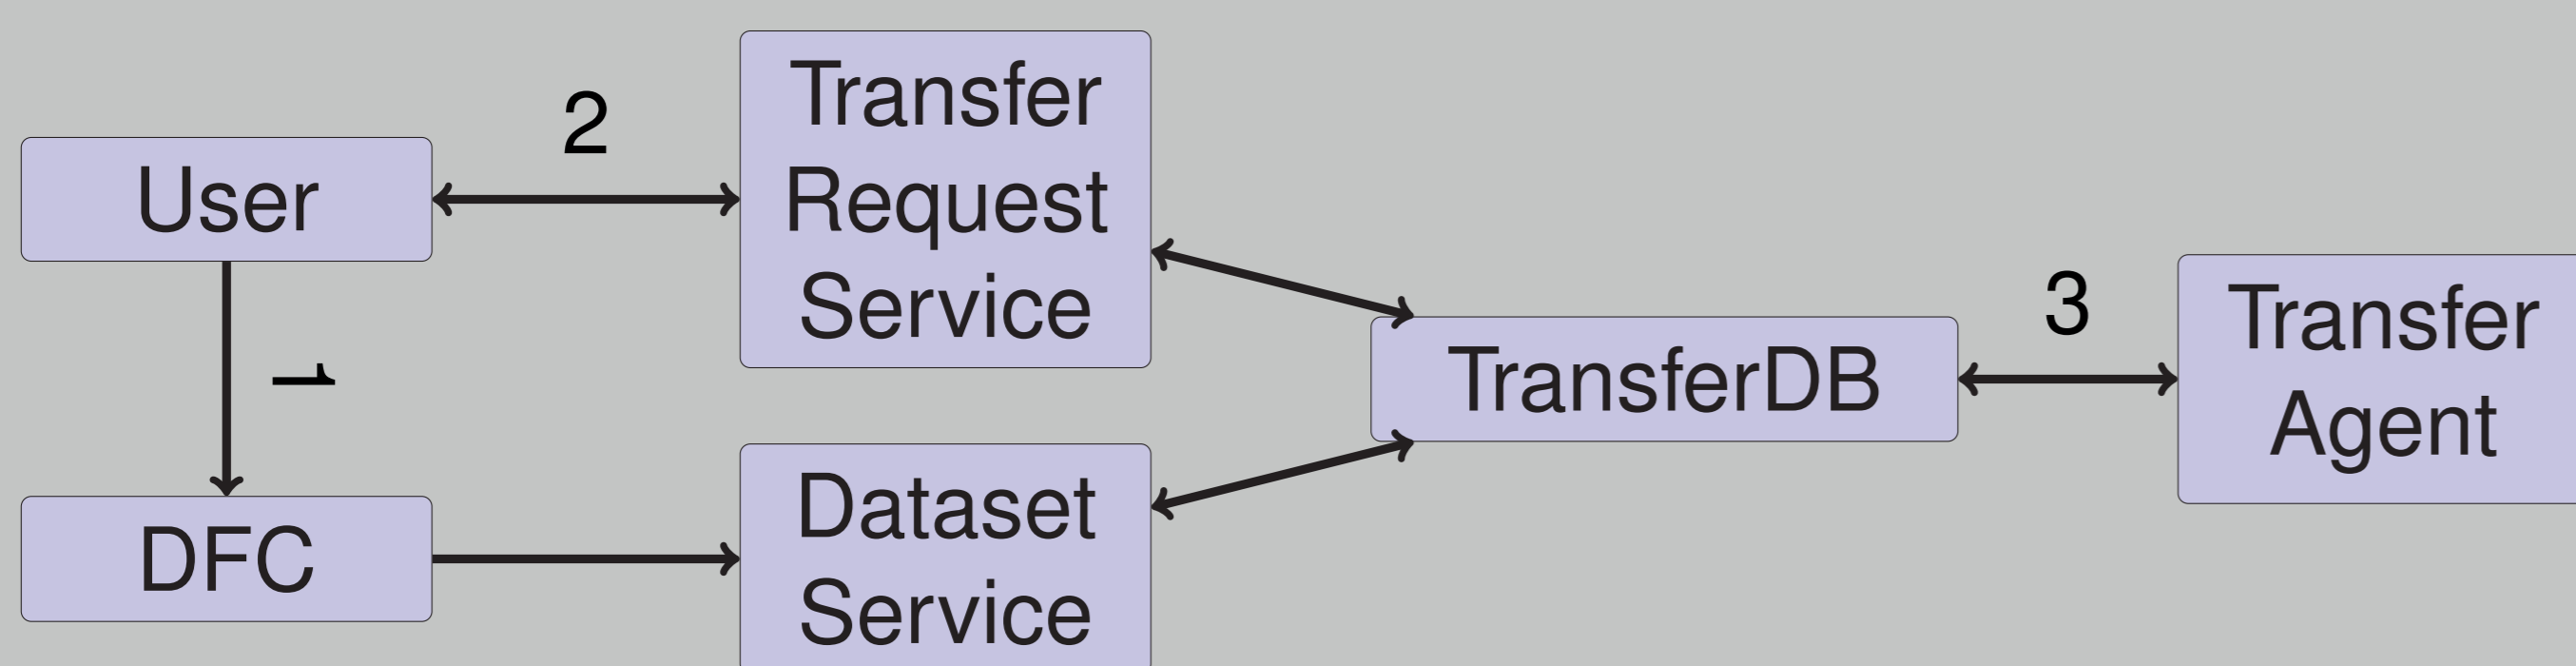 User
2
Transfer
Request
Service
1
DFC
Dataset
Service
TransferDB
3
Transfer
Agent